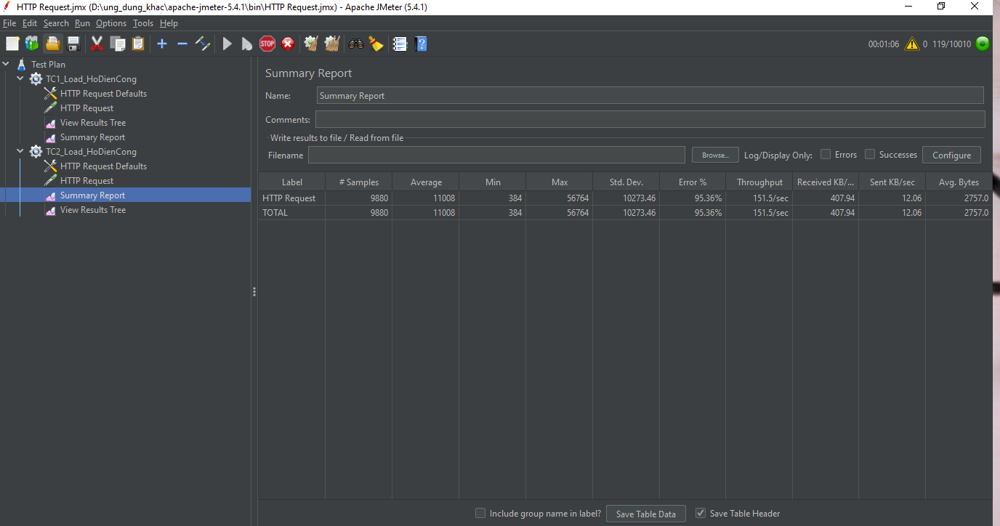 HTTP Request.jmx (D:\ung_dung_khac\apache-jmeter-5.4.1\bin\HTTP Request.jmx) - Apache JMeter (5.4.1)
File Edit Search Run Options Tools Help
STOP 00:01:06 0 119/10010
Test Plan
TC1_Load_HoDienCong
HTTP Request Defaults
HTTP Request
View Results Tree
Summary Report
TC2_Load_HoDienCong
HTTP Request Defaults
HTTP Request
Summary Report
View Results Tree
Summary Report
Name: Summary Report
Comments:
Write results to file / Read from file
Filename Browse... Log/Display Only: Errors Successes Configure
Label # Samples Average Min Max Std. Dev. Error % Throughput Received KB/... Sent KB/sec Avg. Bytes
HTTP Request 9880 11008 384 56764 10273.46 95.36% 151.5/sec 407.94 12.06 2757.0
TOTAL 9880 11008 384 56764 10273.46 95.36% 151.5/sec 407.94 12.06 2757.0
Include group name in label? Save Table Data Save Table Header